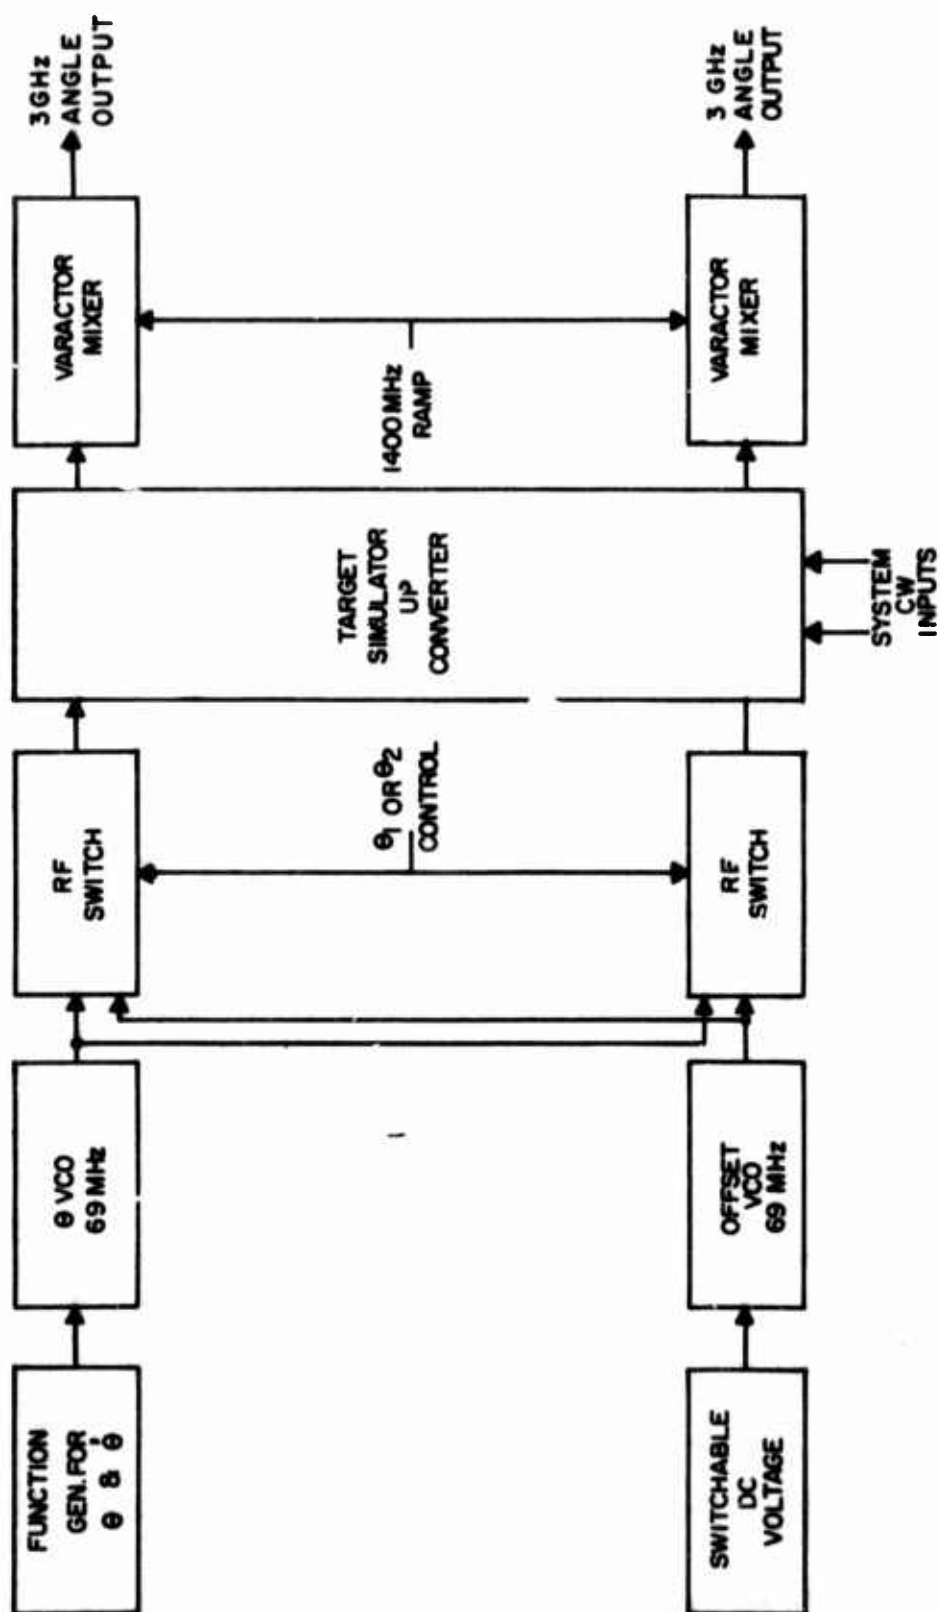 FUNCTION
GEN. FOR
θ & θ̇
θ VCO
69 MHz
RF
SWITCH
θ1 OR θ2
CONTROL
TARGET
SIMULATOR
UP
CONVERTER
1400 MHz
RAMP
VARACTOR
MIXER
3 GHz
ANGLE
OUTPUT
SWITCHABLE
DC
VOLTAGE
OFFSET
VCO
69 MHz
RF
SWITCH
SYSTEM
CW
INPUTS
VARACTOR
MIXER
3 GHz
ANGLE
OUTPUT